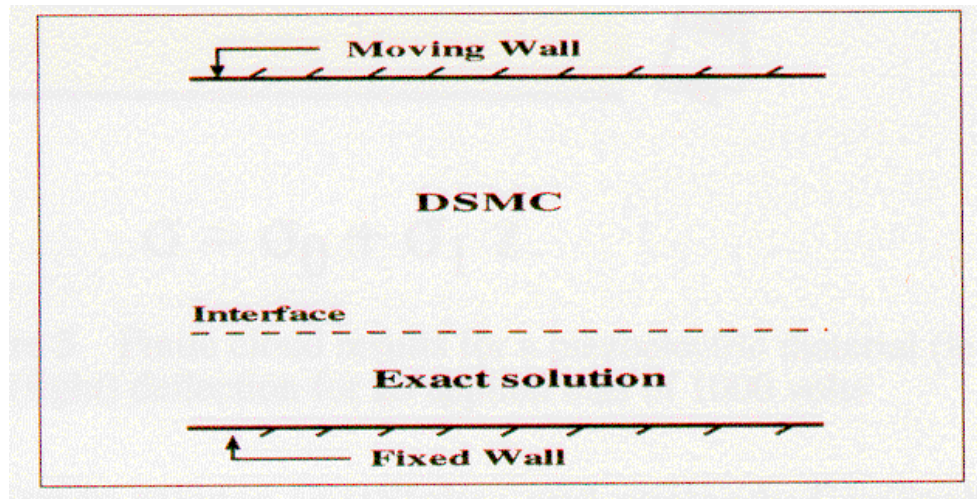 Moving Wall
DSMC
Interface
Exact solution
Fixed Wall